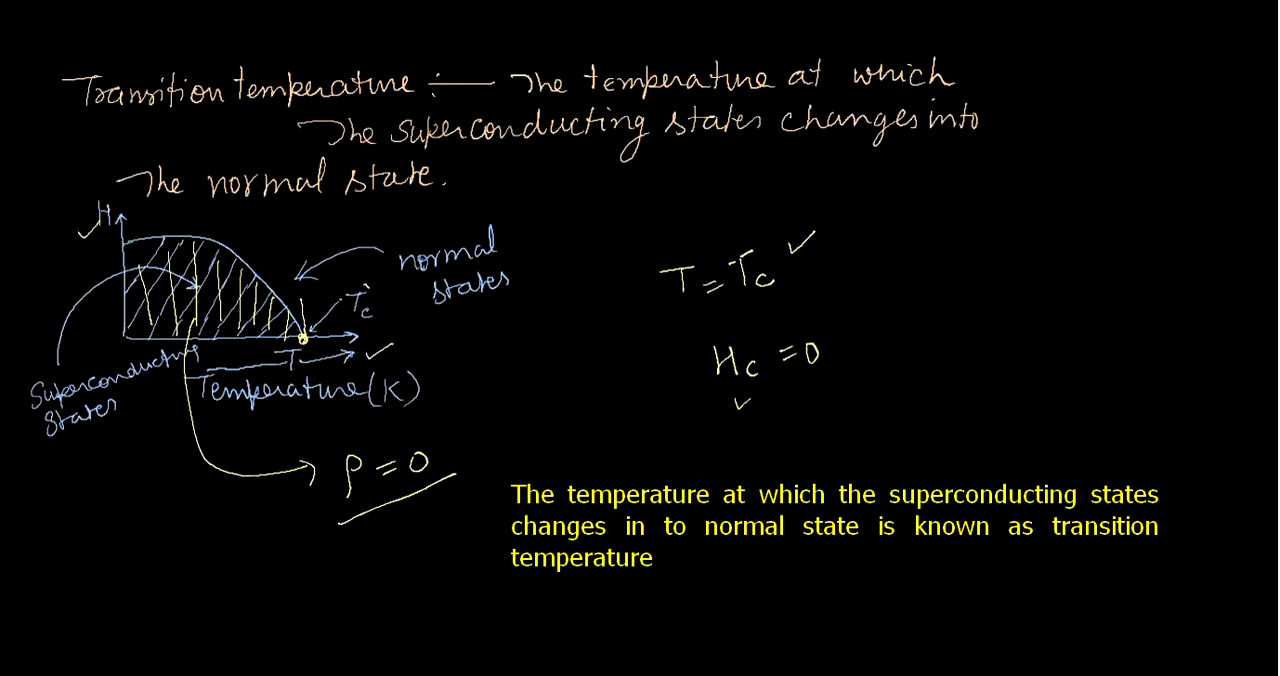 Transition temperature :— The temperature at which
The superconducting states changes into
The normal state.
H
normal
states
Tc
T
Temperature (K)
Superconducting
states
ρ = 0
T = Tc
Hc = 0
The temperature at which the superconducting states
changes in to normal state is known as transition
temperature